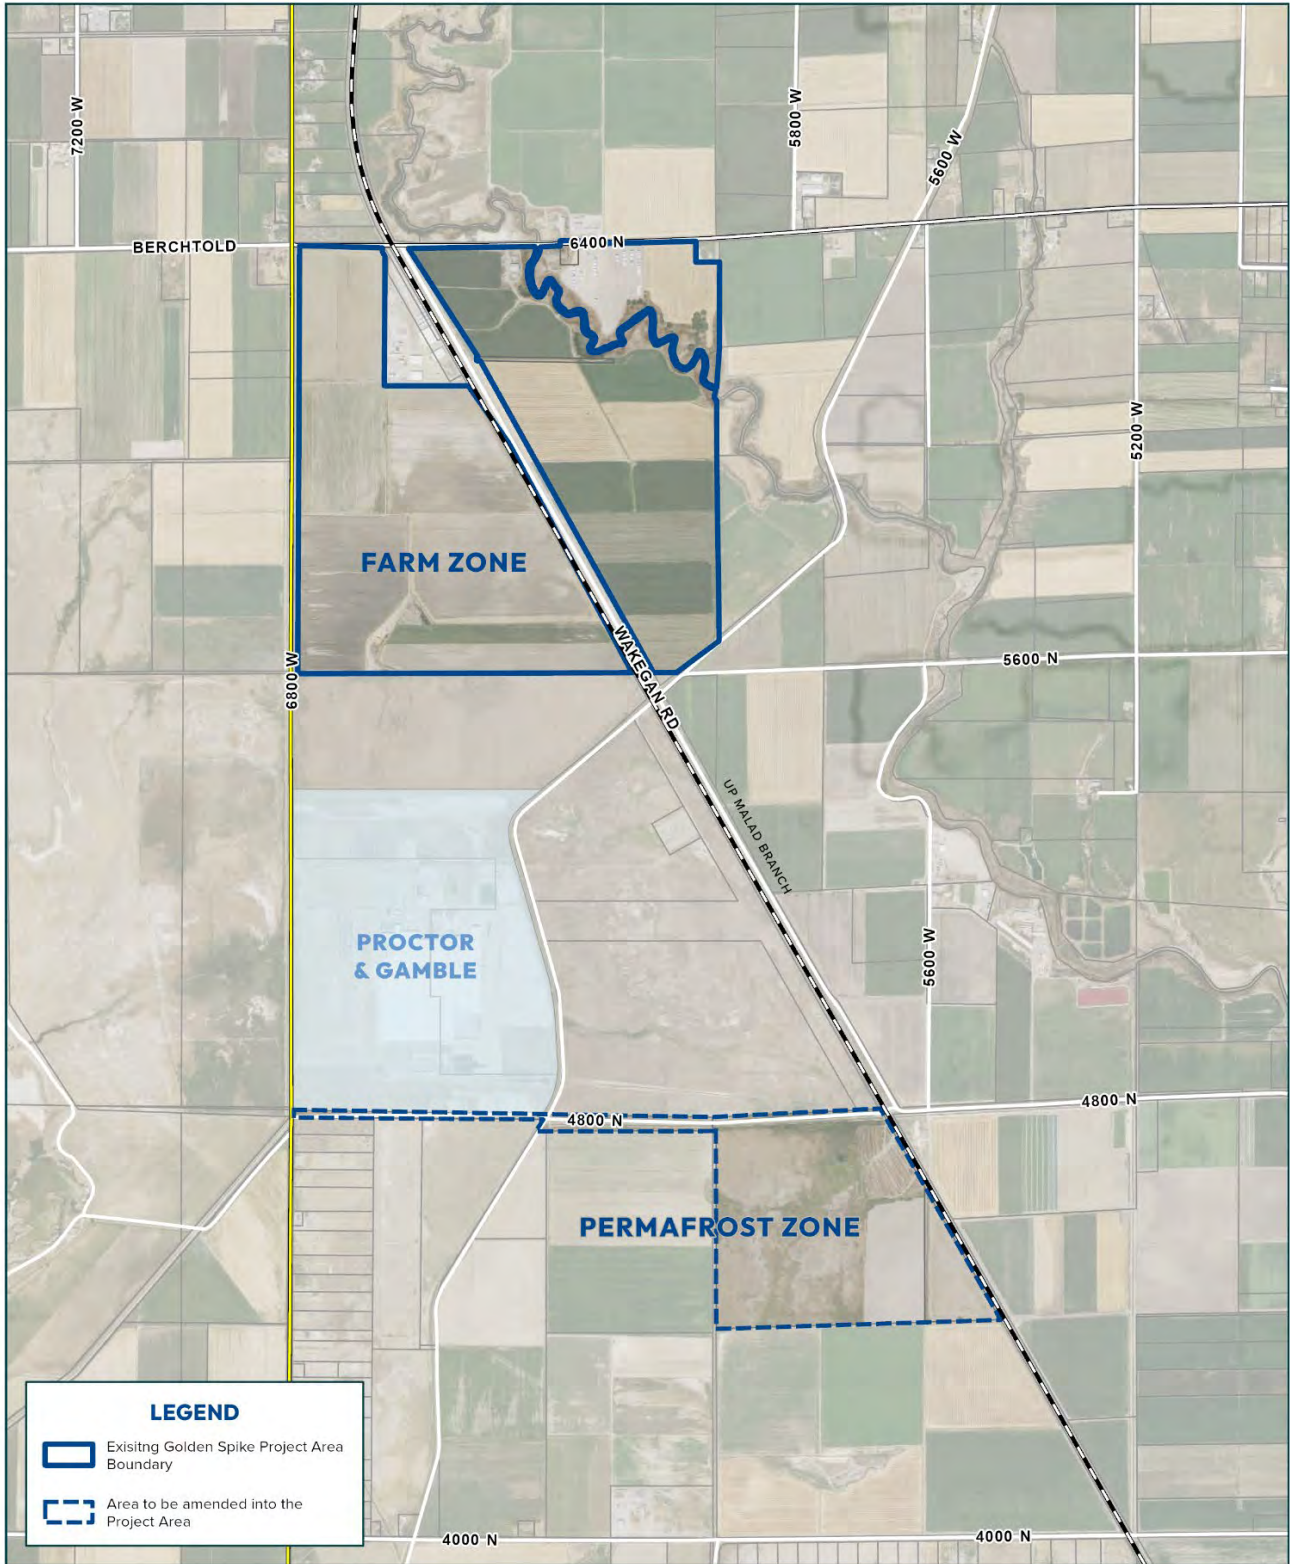 7200 W
5800 W
5600 W
BERCHTOLD
6400 N
5200 W
FARM ZONE
WAKEGAN RD
5600 N
6800 W
UP MALAD BRANCH
PROCTOR
& GAMBLE
5600 W
4800 N
4800 N
PERMAFROST ZONE
LEGEND
Exisitng Golden Spike Project Area
Boundary
Area to be amended into the
Project Area
4000 N
4000 N